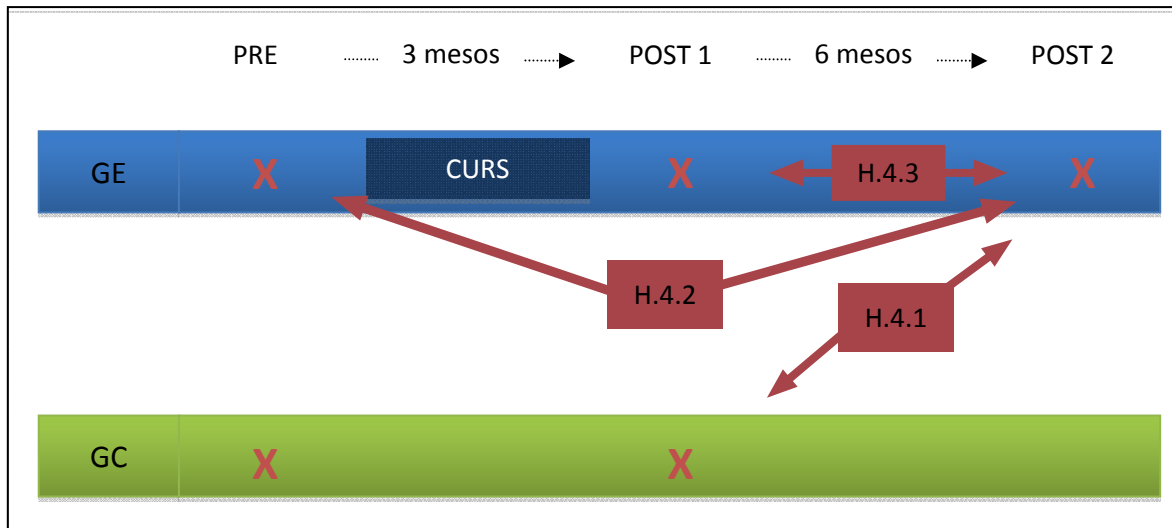 PRE ......... 3 mesos ......... POST 1 ......... 6 mesos ......... POST 2
GE X CURS X H.4.3 X
H.4.2
H.4.1
GC X X